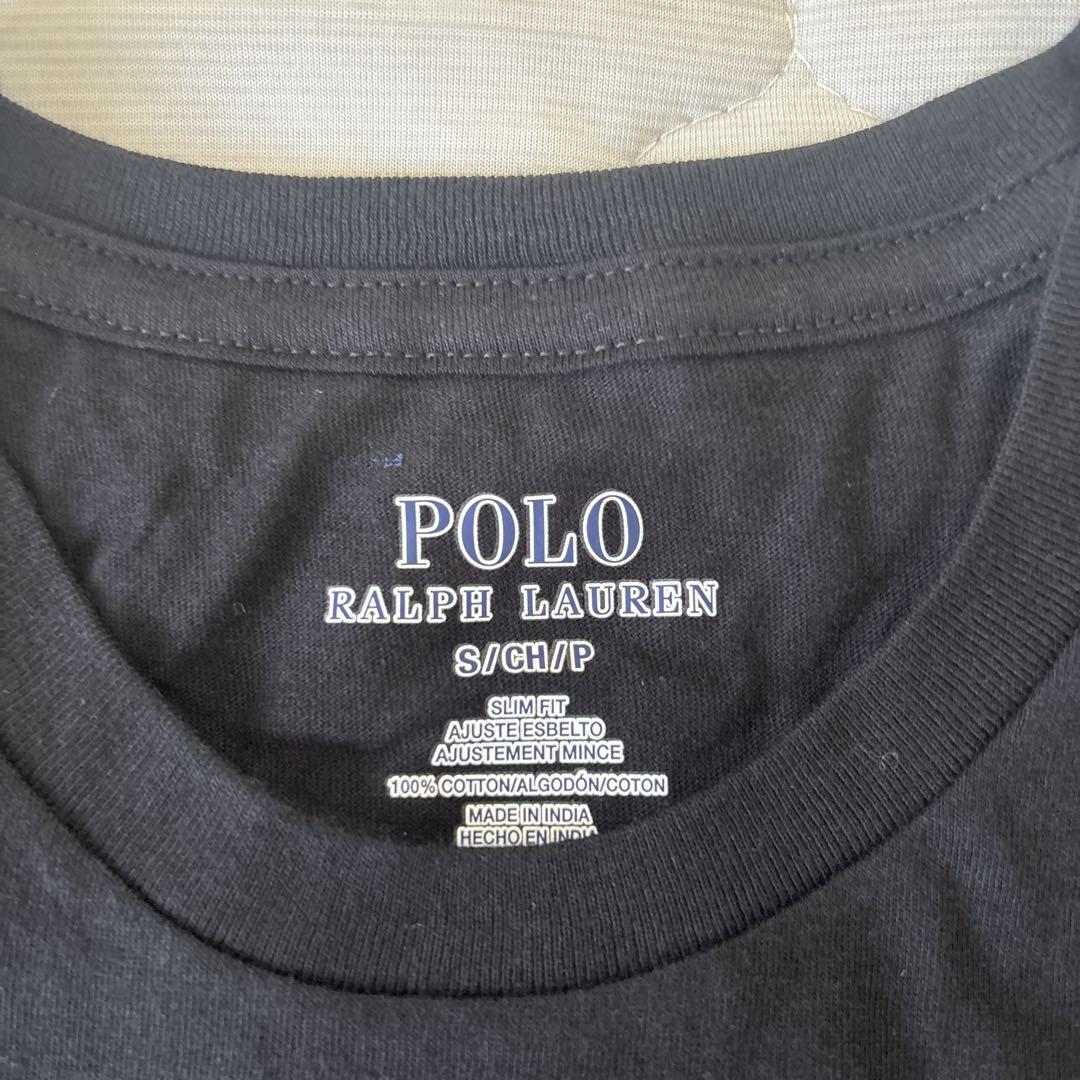 POLO
RALPH LAUREN
S/CH/P
SLIM FIT
AJUSTE ESBELTO
AJUSTEMENT MINCE
100% COTTON/ALGODÓN/COTON
MADE IN INDIA
HECHO EN INDIA